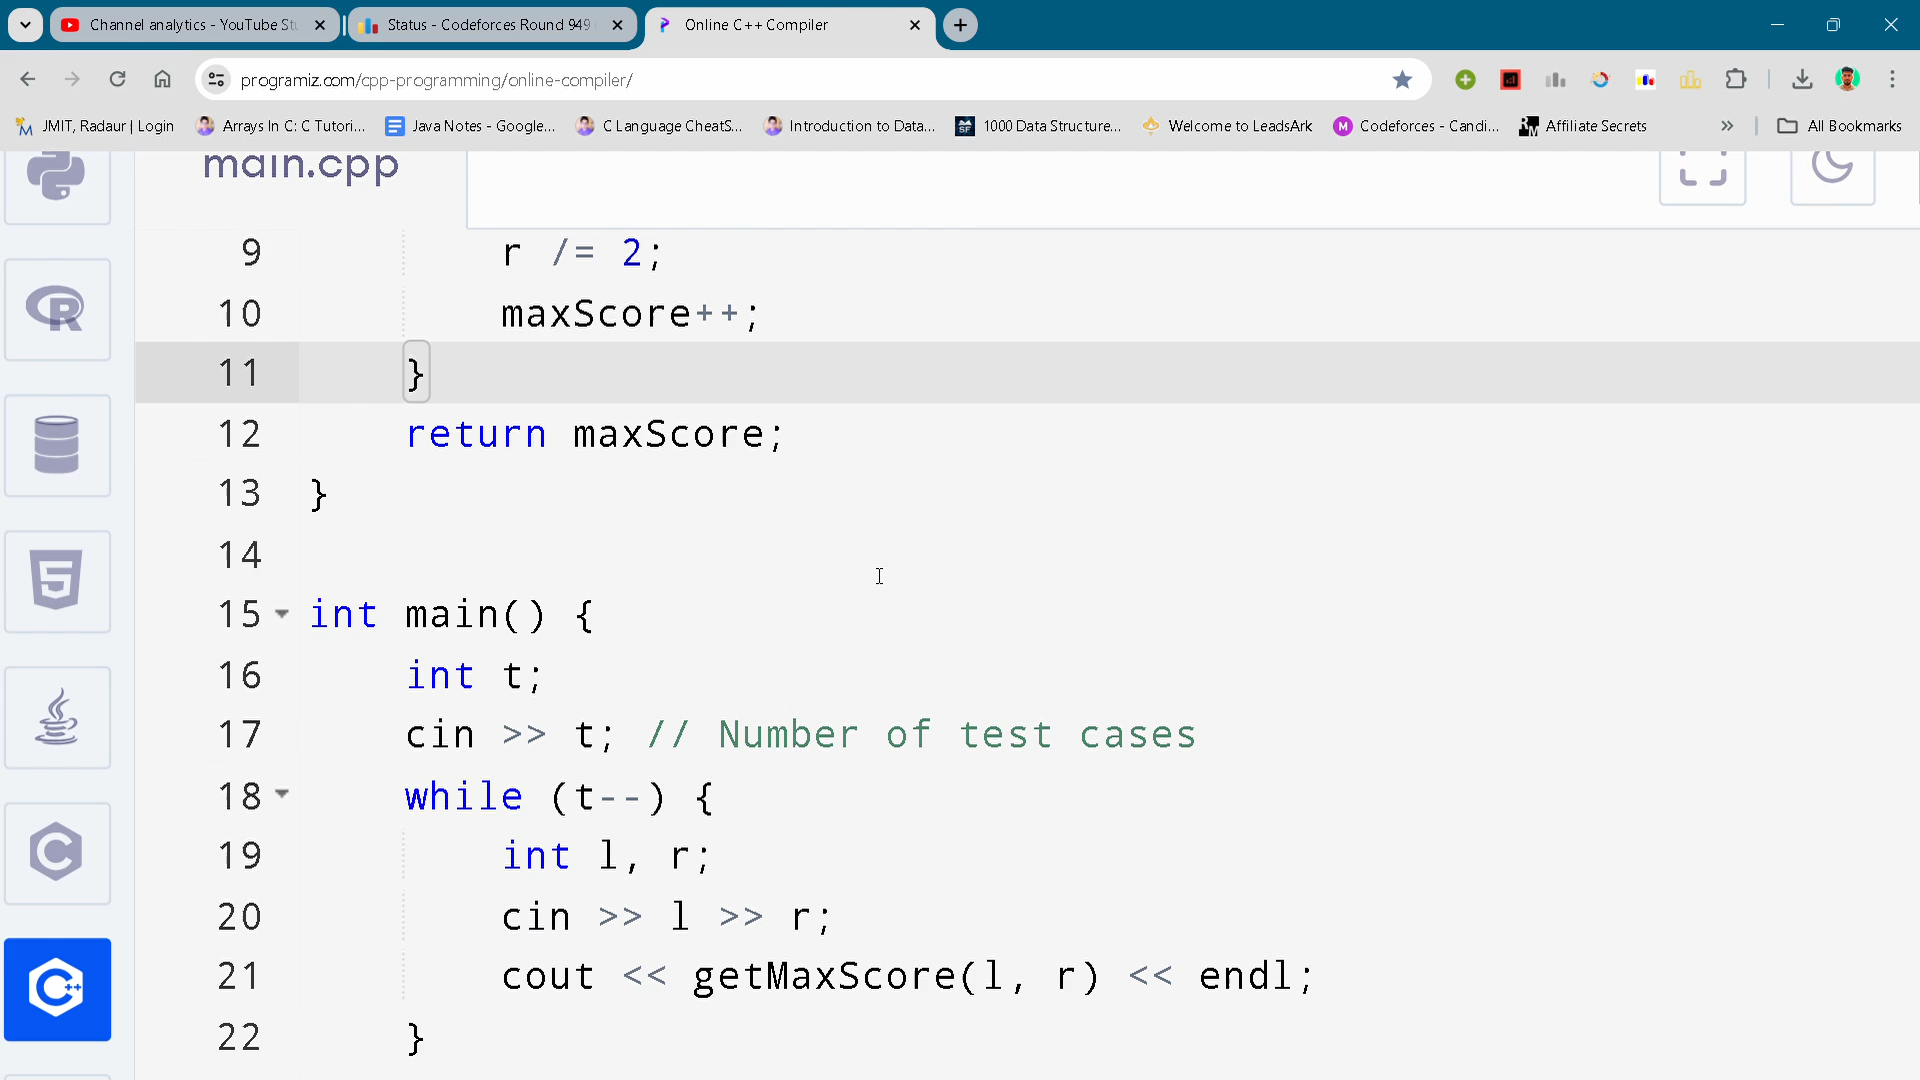 Channel analytics - YouTube Stu
Status - Codeforces Round 949
Online C++ Compiler
programiz.com/cpp-programming/online-compiler/
JMIT, Radaur | Login
Arrays In C: C Tutori...
Java Notes - Google...
C Language CheatS...
Introduction to Data...
1000 Data Structure...
Welcome to LeadsArk
Codeforces - Candi...
Affiliate Secrets
All Bookmarks
main.cpp
9 r /= 2;
10 maxScore++;
11 }
12 return maxScore;
13 }
14
15 int main() {
16 int t;
17 cin >> t; // Number of test cases
18 while (t--) {
19 int l, r;
20 cin >> l >> r;
21 cout << getMaxScore(l, r) << endl;
22 }